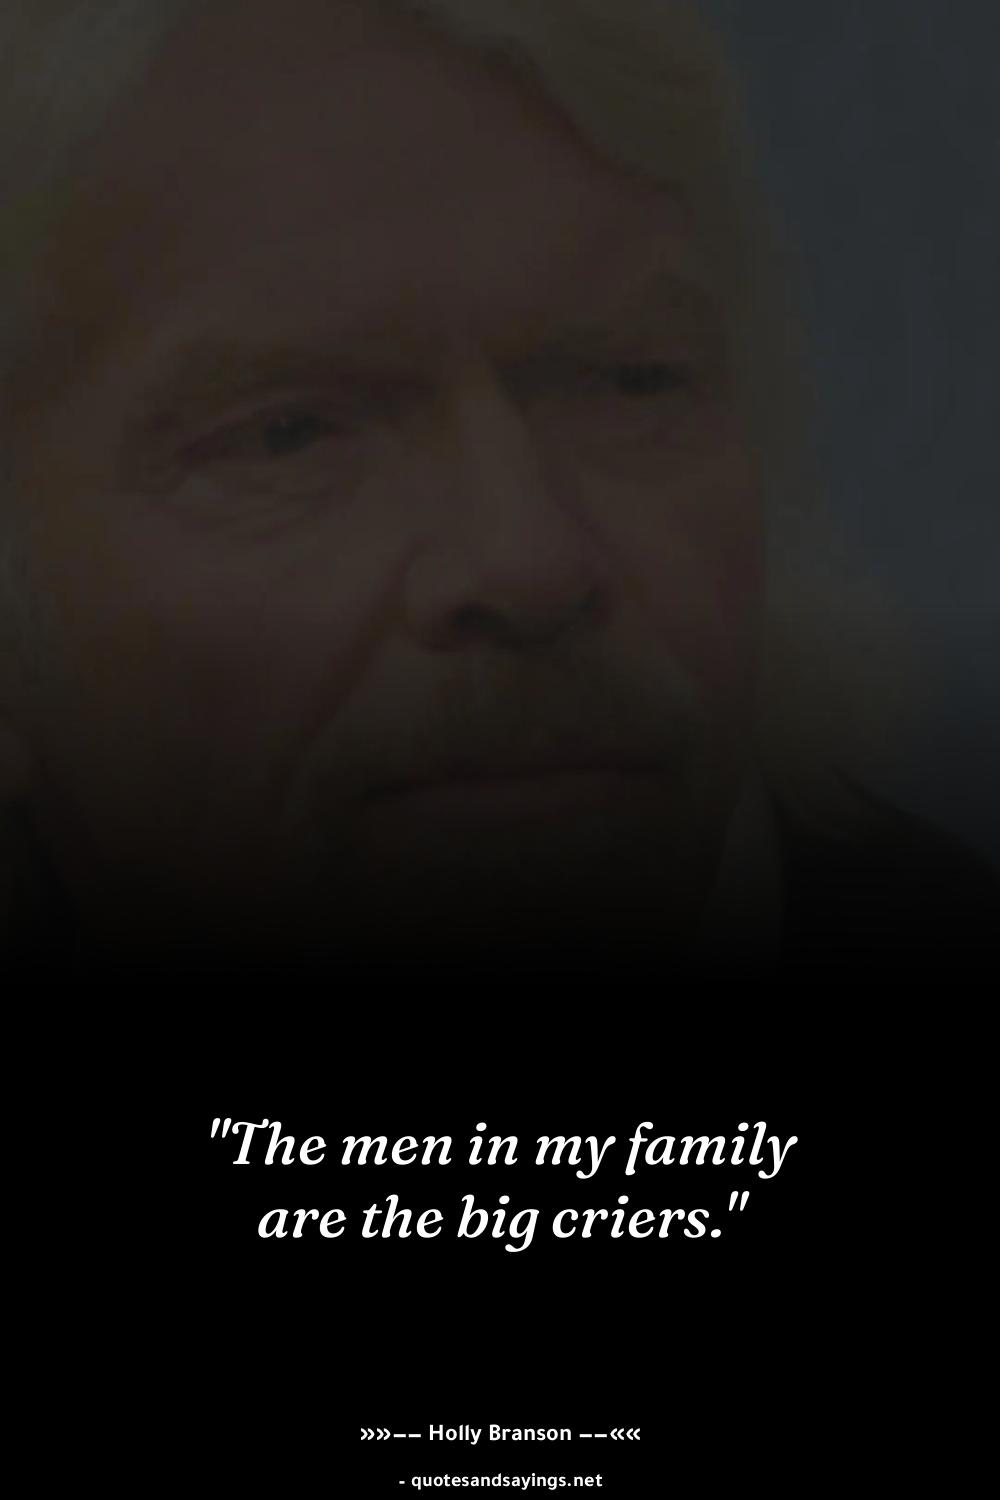 "The men in my family
are the big criers."
»»−− Holly Branson −−««
- quotesandsayings.net